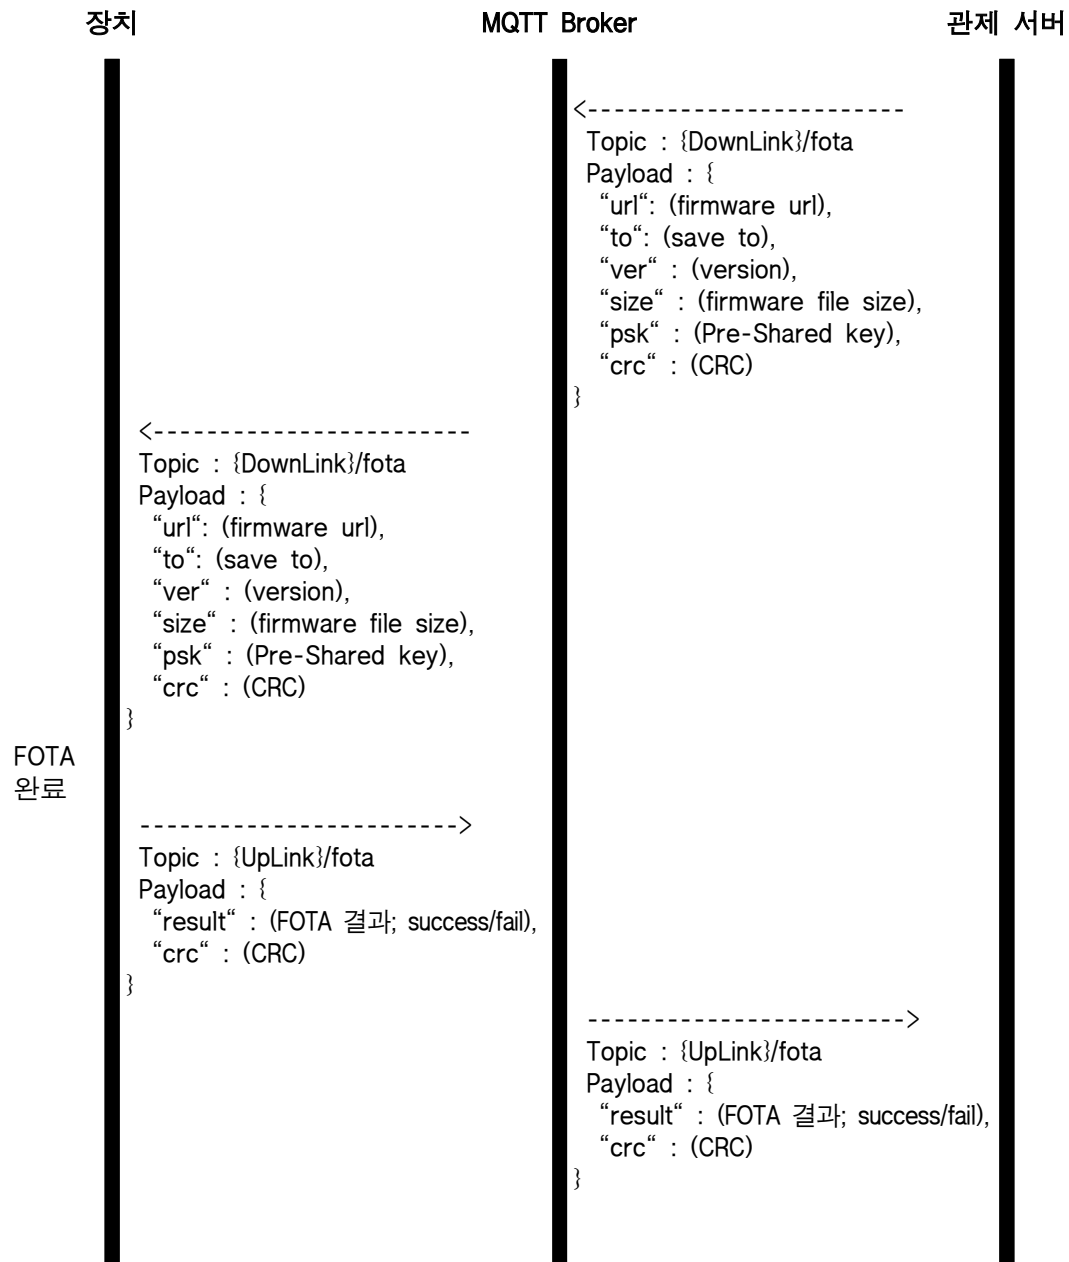 장치 MQTT Broker 관제 서버
<------------------------
Topic : {DownLink}/fota
Payload : {
“url“: (firmware url),
“to“: (save to),
“ver“ : (version),
“size“ : (firmware file size),
“psk“ : (Pre-Shared key),
“crc“ : (CRC)
}
<------------------------
Topic : {DownLink}/fota
Payload : {
“url“: (firmware url),
“to“: (save to),
“ver“ : (version),
“size“ : (firmware file size),
“psk“ : (Pre-Shared key),
“crc“ : (CRC)
}
FOTA
완료
------------------------>
Topic : {UpLink}/fota
Payload : {
“result“ : (FOTA 결과; success/fail),
“crc“ : (CRC)
}
------------------------>
Topic : {UpLink}/fota
Payload : {
“result“ : (FOTA 결과; success/fail),
“crc“ : (CRC)
}